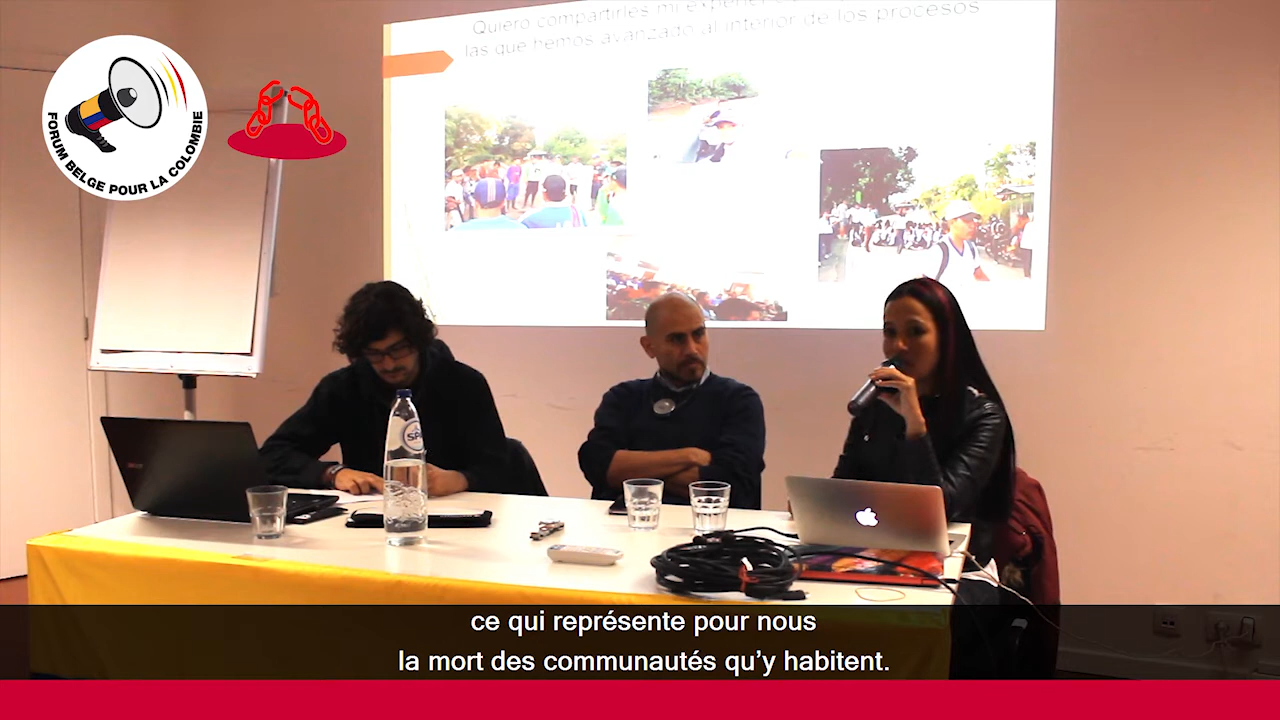 Quiero compartirles mi
las que hemos avanzado al interior de los procesos
FORUM BELGE POUR LA COLOMBIE
SPA
ce qui représente pour nous
la mort des communautés qu'y habitent.